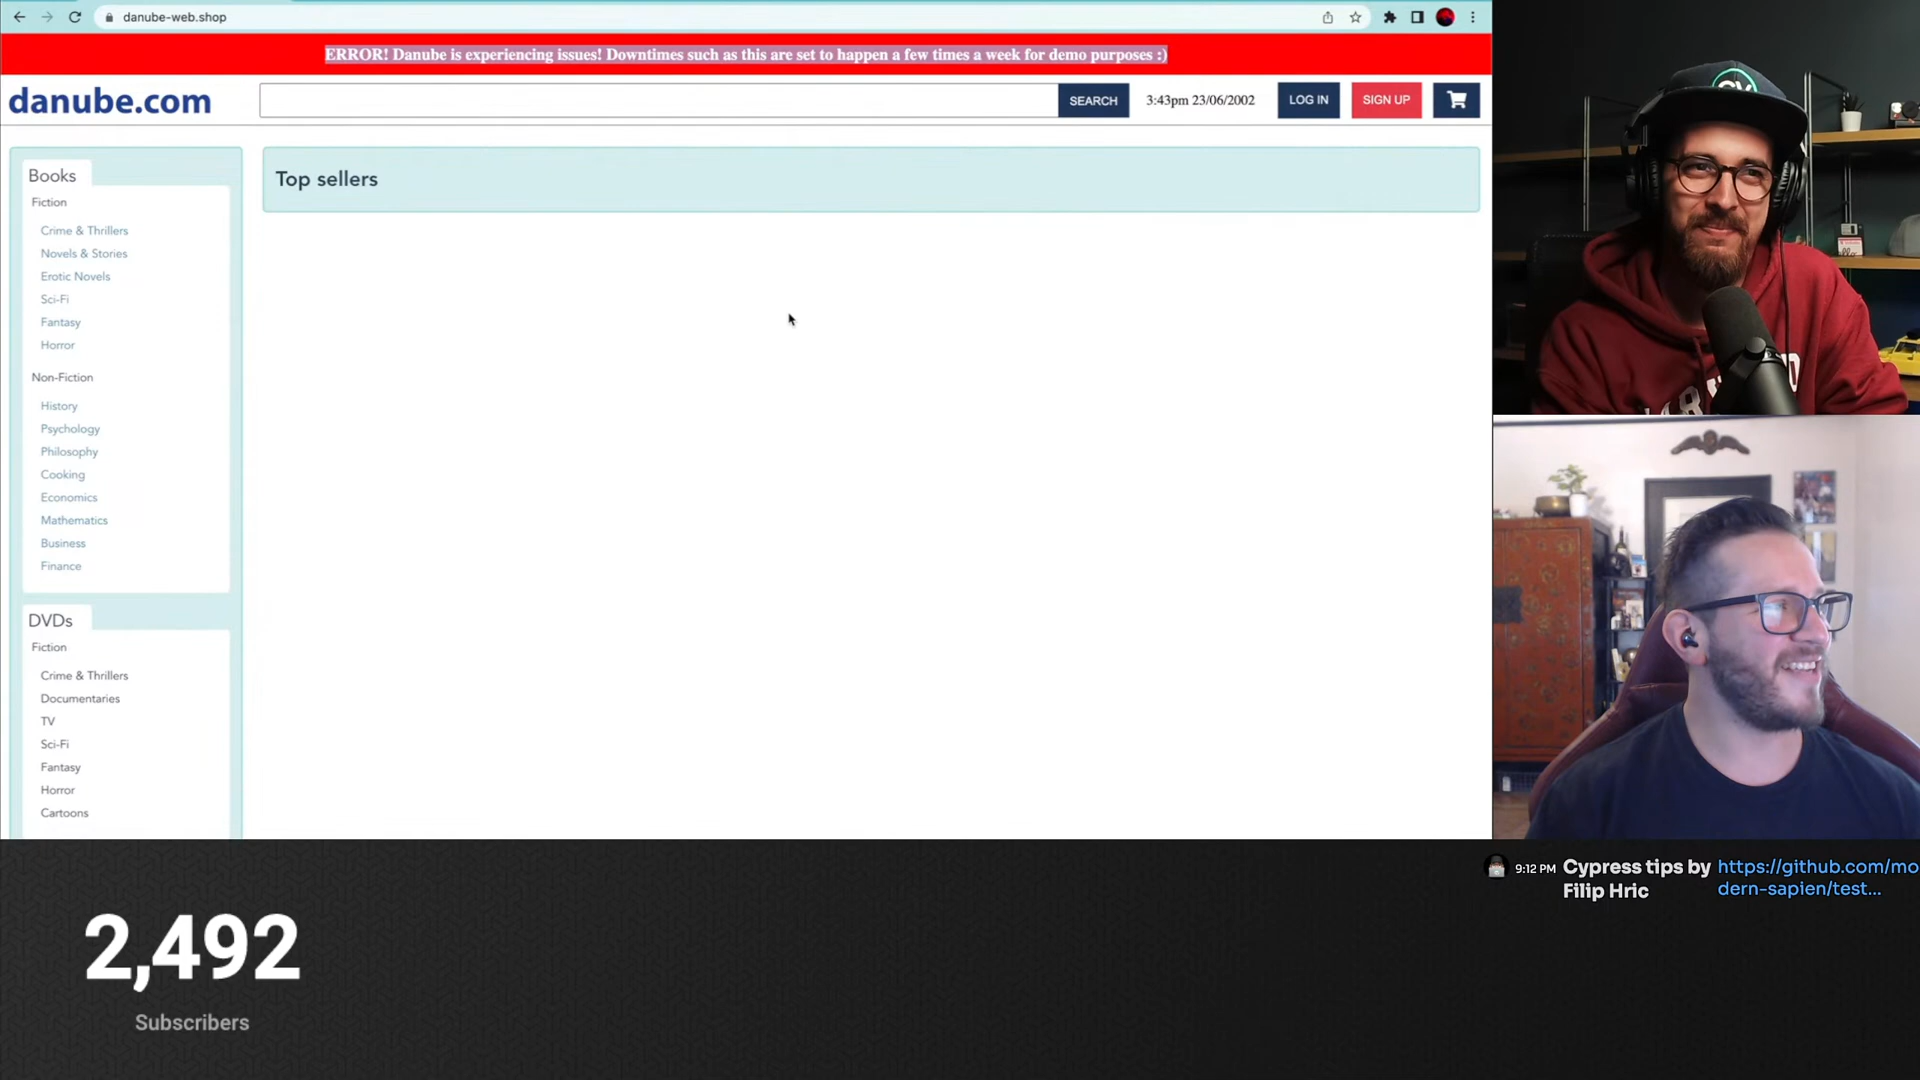 danube-web.shop
ERROR! Danube is experiencing issues! Downtimes such as this are set to happen a few times a week for demo purposes :)
danube.com
SEARCH
3:43pm 23/06/2002
LOG IN
SIGN UP
Books
Fiction
Crime & Thrillers
Novels & Stories
Erotic Novels
Sci-Fi
Fantasy
Horror
Non-Fiction
History
Psychology
Philosophy
Cooking
Economics
Mathematics
Business
Finance
DVDs
Fiction
Crime & Thrillers
Documentaries
TV
Sci-Fi
Fantasy
Horror
Cartoons
Top sellers
9:12 PM
Cypress tips by
Filip Hric
https://github.com/mo
dern-sapien/test...
2,492
Subscribers